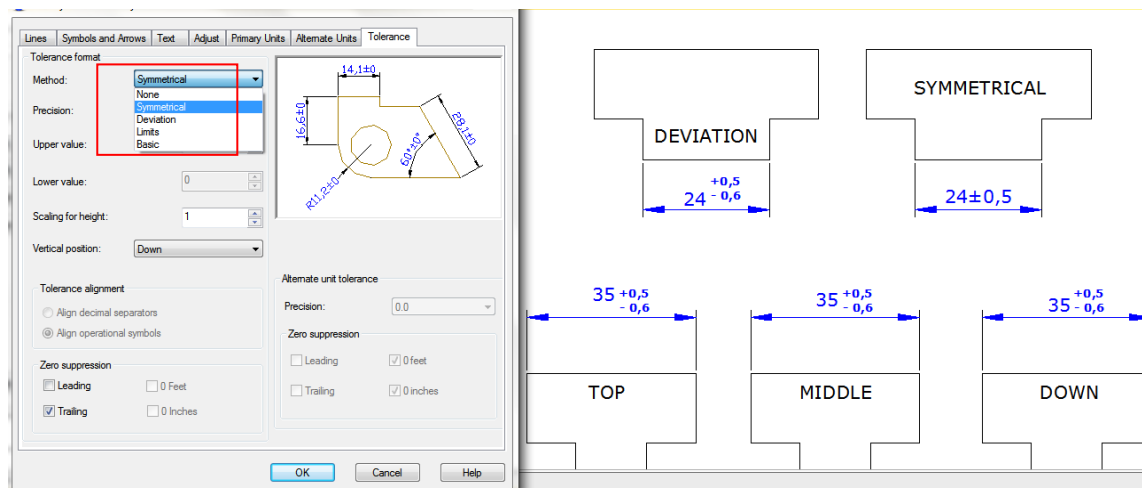 Lines Symbols and Arrows Text Adjust Primary Units Alternate Units Tolerance
Tolerance format
Method: Symmetrical
None
Symmetrical
Deviation
Limits
Basic
Precision:
Upper value:
Lower value: 0
Scaling for height: 1
Vertical position: Down
Tolerance alignment
Align decimal separators
Align operational symbols
Zero suppression
Leading 0 Feet
Trailing 0 Inches
14,1±0
16,6±0
28,1±0
60°±0°
R11,2±0
Alternate unit tolerance
Precision: 0.0
Zero suppression
Leading 0 feet
Trailing 0 inches
OK Cancel Help
DEVIATION
24 +0,5
- 0,6
SYMMETRICAL
24±0,5
35 +0,5
- 0,6
TOP
35 +0,5
- 0,6
MIDDLE
35 +0,5
- 0,6
DOWN